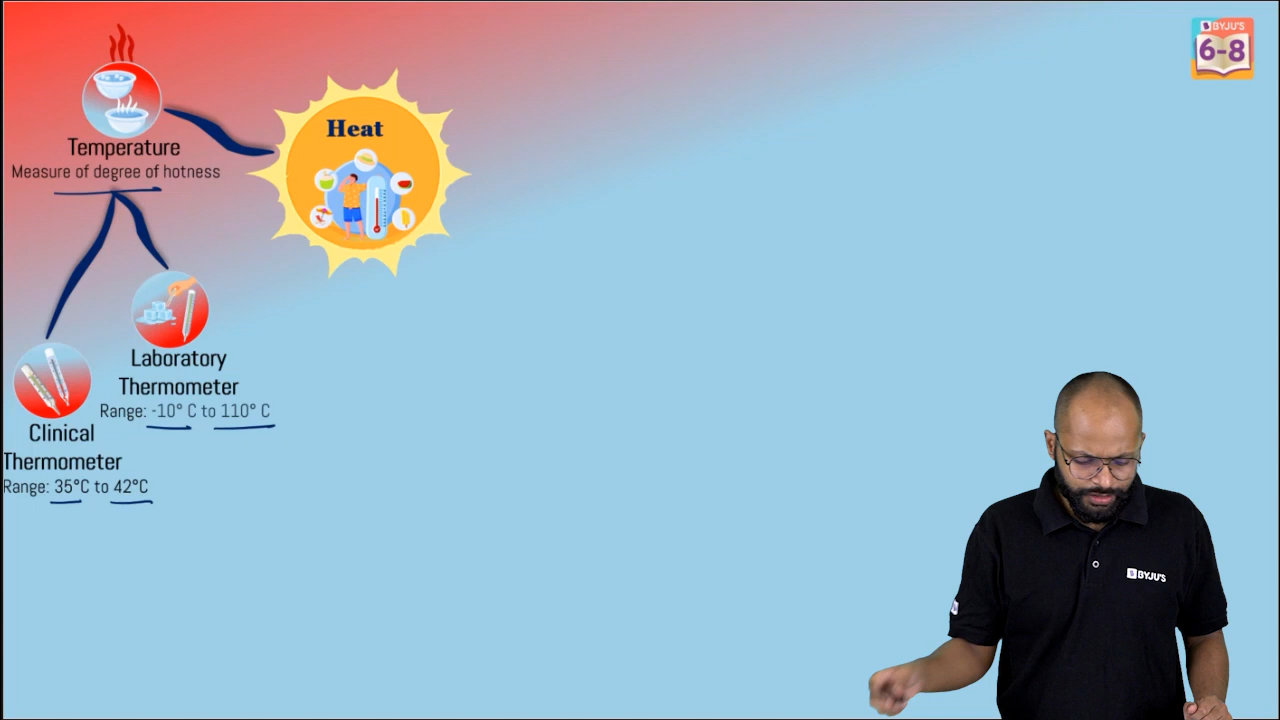 BYJU'S
6-8
Heat
Temperature
Measure of degree of hotness
Laboratory
Thermometer
Range: -10° C to 110° C
Clinical
Thermometer
Range: 35°C to 42°C
BYJU'S